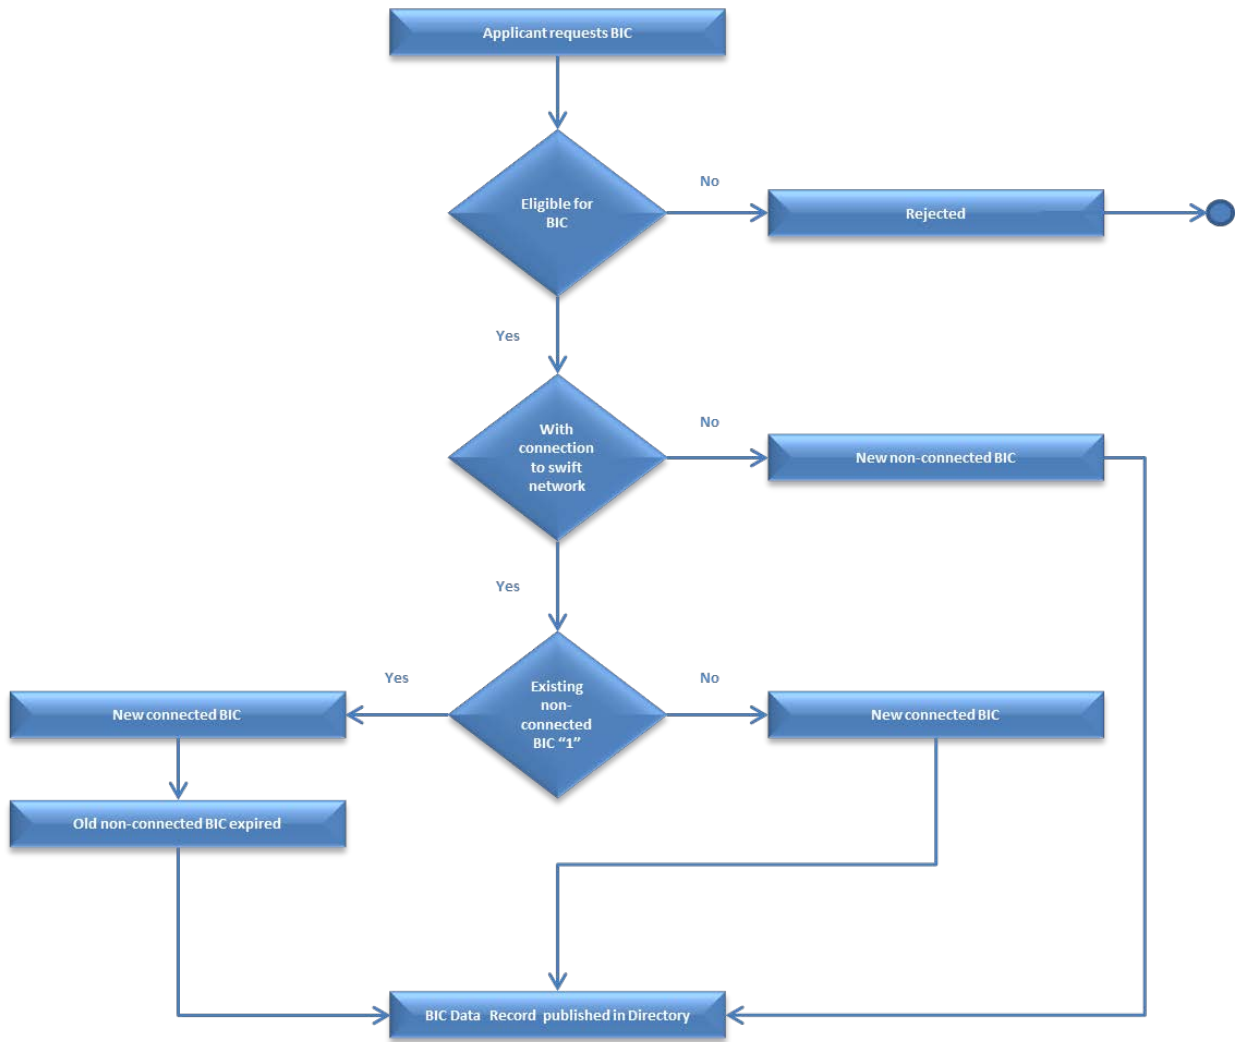 Applicant requests BIC
Eligible for
BIC
No
Rejected
Yes
With
connection
to swift
network
No
New non-connected BIC
Yes
Existing
non-
connected
BIC “1”
Yes
No
New connected BIC
New connected BIC
Old non-connected BIC expired
BIC Data Record published in Directory